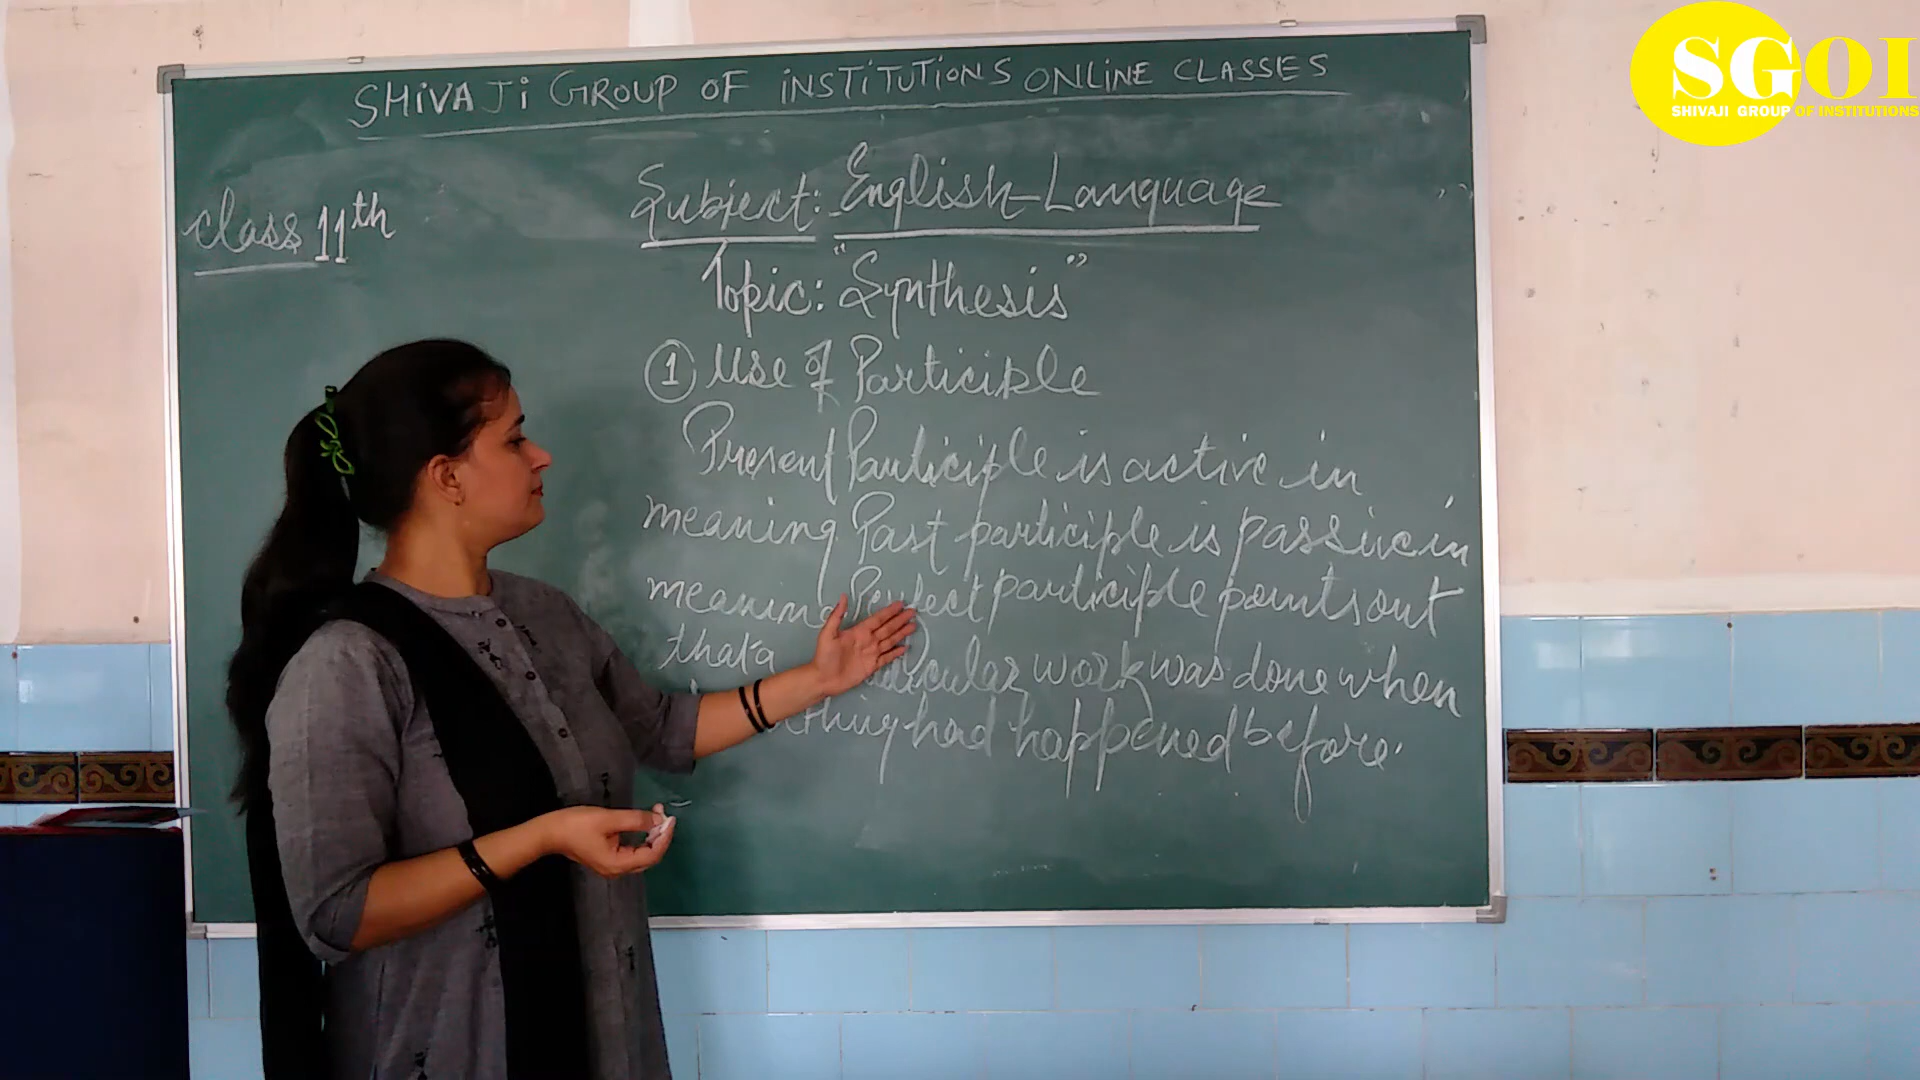 SHIVAJI GROUP OF INSTITUTIONS ONLINE CLASSES
SGOI
SHIVAJI GROUP OF INSTITUTIONS
Class 11th
Subject:- English-Language
Topic: "Synthesis"
① Use of Participle
Present Participle is active in
meaning Past participle is passive in
meaning Perfect participle points out
that a work was done when
had happened before.